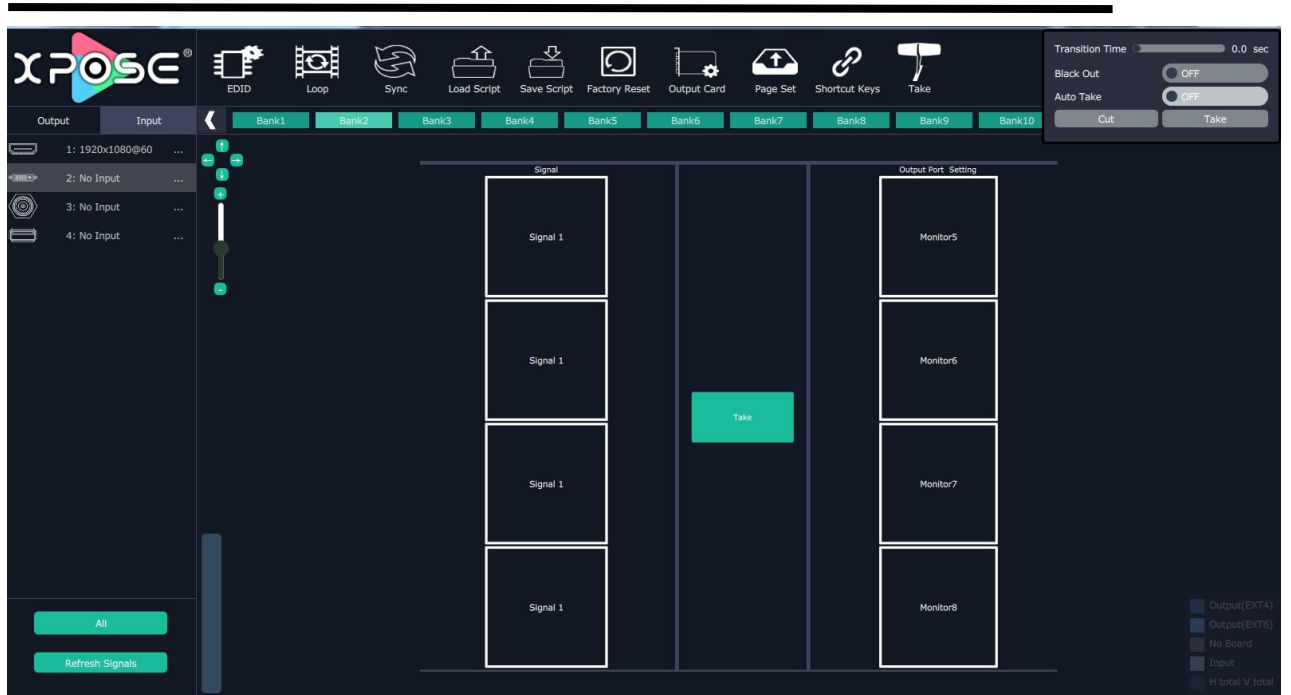 XPOSE®
EDID
Loop
Sync
Load Script
Save Script
Factory Reset
Output Card
Page Set
Shortcut Keys
Take
Transition Time 0.0 sec
Black Out OFF
Auto Take OFF
Cut Take
Output Input
Bank1 Bank2 Bank3 Bank4 Bank5 Bank6 Bank7 Bank8 Bank9 Bank10
1: 1920x1080@60 ...
2: No Input ...
3: No Input ...
4: No Input ...
Signal
Output Port Setting
Signal 1
Monitor5
Signal 1
Monitor6
Take
Signal 1
Monitor7
Signal 1
Monitor8
All
Refresh Signals
Output(EXT4)
Output(EXT6)
No Board
Input
H total V total